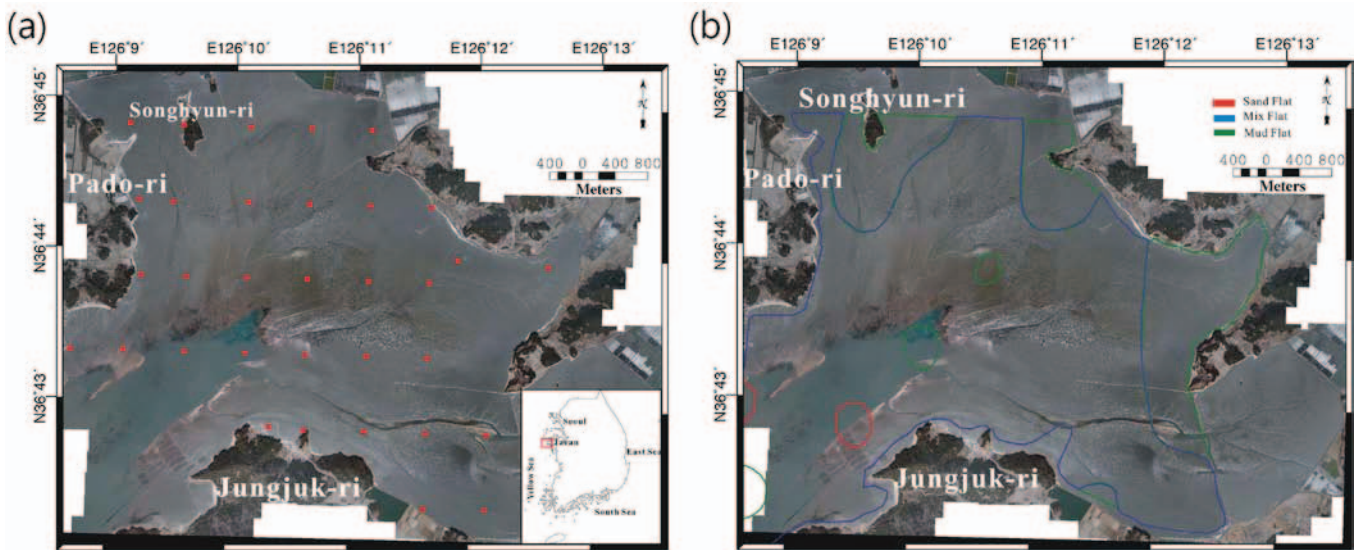 (a)
E126°9′ E126°10′ E126°11′ E126°12′ E126°13′
N36°45′
N36°44′
N36°43′
Songhyun-ri
Pado-ri
Jungjuk-ri
400 0 400 800
Meters
Seoul
Taean
East Sea
Yellow Sea
South Sea
(b)
E126°9′ E126°10′ E126°11′ E126°12′ E126°13′
N36°45′
N36°44′
N36°43′
Songhyun-ri
Pado-ri
Jungjuk-ri
Sand Flat
Mix Flat
Mud Flat
400 0 400 800
Meters